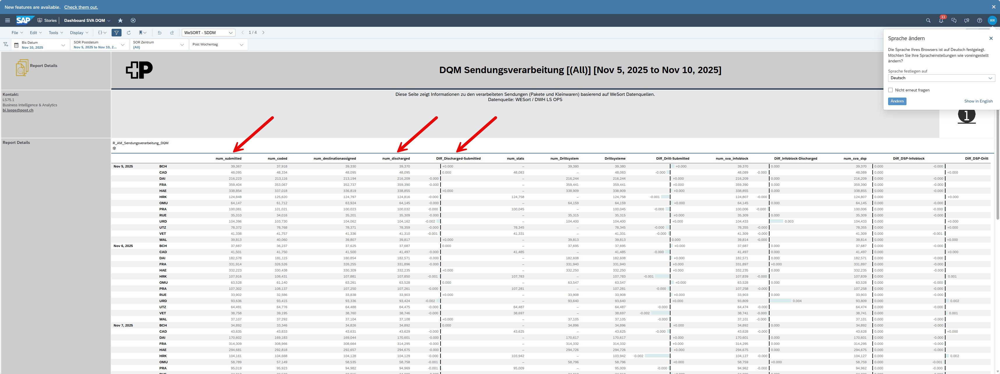 New features are available. Check them out.
SAP Stories Dashboard SVA DQM 11 RR
File Edit Tools Display {} WeSORT - SDDM 1 / 4
Bis Datum SOR Postdatum SOR Zentrum Post Wochentag
Nov 10, 2025 Nov 5, 2025 to Nov 10, 2... (All)
Sprache ändern
Die Sprache Ihres Browsers ist auf Deutsch festgelegt.
Möchten Sie Ihre Spracheinstellungen wie voreingestellt
ändern?
Sprache festlegen auf
Deutsch
Nicht erneut fragen
Ändern Show in English
Report Details
P
DQM Sendungsverarbeitung [(All)] [Nov 5, 2025 to Nov 10, 2025]
Kontakt:
LS75.1
Business Intelligence & Analytics
bi.lsops@post.ch
Diese Seite zeigt Informationen zu den verarbeiteten Sendungen (Pakete und Kleinwaren) basierend auf WeSort Datenquellen.
Datenquelle: WESort / DWH LS OPS
Report Details
R_AM_Sendungsverarbeitung_DQM
num_submitted num_coded num_destinationassigned num_discharged DIff_Discharged-Submitted num_stats num_Drittsystem Drittsysteme Diff_Dritt-Submitted num_sva_infoblock Diff_Infoblock-Discharged num_sva_dsp Diff_DSP-Infoblock Diff_DSP-Dritt
Nov 5, 2025 BCH 39,367 37,918 39,330 39,370 +0.000 – 39,380 39,380 +0.000 39,370 0.000 39,370 0.000 -0.000
CAD 48,095 48,334 48,095 48,095 0.000 48,083 – 48,083 -0.000 48,089 -0.000 48,089 0.000 +0.000
DAI 216,223 213,116 213,194 216,209 -0.000 – 216,244 216,244 +0.000 216,209 0.000 216,209 0.000 -0.000
FRA 359,404 353,067 352,737 359,390 -0.000 – 359,441 359,441 +0.000 359,390 0.000 359,390 0.000 -0.000
HAE 338,854 337,018 336,819 338,855 +0.000 – 338,909 338,909 +0.000 338,855 0.000 338,855 0.000 -0.000
HRK 124,848 125,620 124,797 124,816 -0.000 124,758 – 124,758 -0.001 124,807 -0.000 124,807 0.000 +0.000
OMU 64,147 61,712 63,924 64,145 -0.000 – 64,159 64,159 +0.000 64,145 0.000 64,145 0.000 -0.000
PRA 100,081 101,021 100,023 100,032 -0.000 100,045 – 100,045 -0.000 100,006 -0.000 100,006 0.000 -0.000
RUE 35,310 34,016 35,201 35,309 -0.000 – 35,315 35,315 +0.000 35,309 0.000 35,309 0.000 -0.000
URD 104,396 103,730 104,062 104,162 -0.002 – 104,400 104,400 +0.000 104,433 0.003 104,433 0.000 +0.000
UTZ 78,372 78,768 78,371 78,359 -0.000 78,345 – 78,345 -0.000 78,355 -0.000 78,355 0.000 +0.000
VET 41,338 41,757 41,336 41,310 -0.001 41,331 – 41,331 -0.000 41,309 -0.000 41,309 0.000 -0.001
WAL 39,813 40,060 39,807 39,817 +0.000 – 39,813 39,813 0.000 39,814 -0.000 39,814 0.000 +0.000
Nov 6, 2025 BCH 37,687 36,237 37,625 37,687 0.000 – 37,695 37,695 +0.000 37,687 0.000 37,687 0.000 -0.000
CAD 41,501 41,750 41,500 41,497 -0.000 41,485 – 41,485 -0.000 41,497 0.000 41,497 0.000 +0.000
DAI 182,578 181,115 180,854 182,571 -0.000 – 182,608 182,608 +0.000 182,571 0.000 182,571 0.000 -0.000
FRA 331,914 326,526 326,255 331,896 -0.000 – 331,940 331,940 +0.000 331,897 +0.000 331,897 0.000 -0.000
HAE 332,223 330,438 330,309 332,235 +0.000 – 332,250 332,250 +0.000 332,235 0.000 332,235 0.000 -0.000
HRK 107,916 108,431 107,881 107,850 -0.001 107,783 – 107,783 -0.001 107,839 -0.000 107,839 0.000 0.001
OMU 63,528 61,140 63,261 63,528 0.000 – 63,547 63,547 +0.000 63,528 0.000 63,528 0.000 -0.000
PRA 107,302 108,137 107,250 107,261 -0.000 107,281 – 107,281 -0.000 107,258 -0.000 107,258 0.000 -0.000
RUE 33,902 32,586 33,838 33,903 +0.000 – 33,908 33,908 +0.000 33,903 0.000 33,903 0.000 -0.000
URD 93,636 93,415 93,336 93,424 -0.002 – 93,640 93,640 +0.000 93,809 0.004 93,809 0.000 0.002
UTZ 64,491 64,776 64,488 64,475 -0.000 64,487 – 64,487 -0.000 64,474 -0.000 64,474 0.000 -0.000
VET 38,758 39,195 38,760 38,746 -0.000 38,697 – 38,697 -0.002 38,741 -0.000 38,741 0.000 0.001
WAL 37,107 37,292 37,104 37,108 +0.000 – 37,105 37,105 -0.000 37,101 -0.000 37,101 0.000 -0.000
Nov 7, 2025 BCH 34,892 33,346 34,826 34,892 0.000 – 34,896 34,896 +0.000 34,892 0.000 34,892 0.000 -0.000
CAD 43,635 43,833 43,631 43,629 -0.000 43,625 – 43,625 -0.000 43,628 -0.000 43,628 0.000 +0.000
DAI 170,602 169,183 169,044 170,601 -0.000 – 170,617 170,617 +0.000 170,601 0.000 170,601 0.000 -0.000
FRA 314,309 308,966 308,664 314,295 -0.000 – 314,332 314,332 +0.000 314,295 0.000 314,295 0.000 -0.000
HAE 294,681 292,818 292,657 294,675 -0.000 – 294,726 294,726 +0.000 294,675 0.000 294,675 0.000 -0.000
HRK 104,161 104,668 104,128 104,129 -0.000 103,942 – 103,942 -0.002 104,127 -0.000 104,127 0.000 0.002
OMU 58,789 57,149 58,535 58,758 -0.001 – 58,796 58,796 +0.000 58,759 +0.000 58,759 0.000 -0.001
PRA 95,019 95,923 94,982 94,969 -0.001 95,009 – 95,009 -0.000 94,962 -0.000 94,962 0.000 -0.000